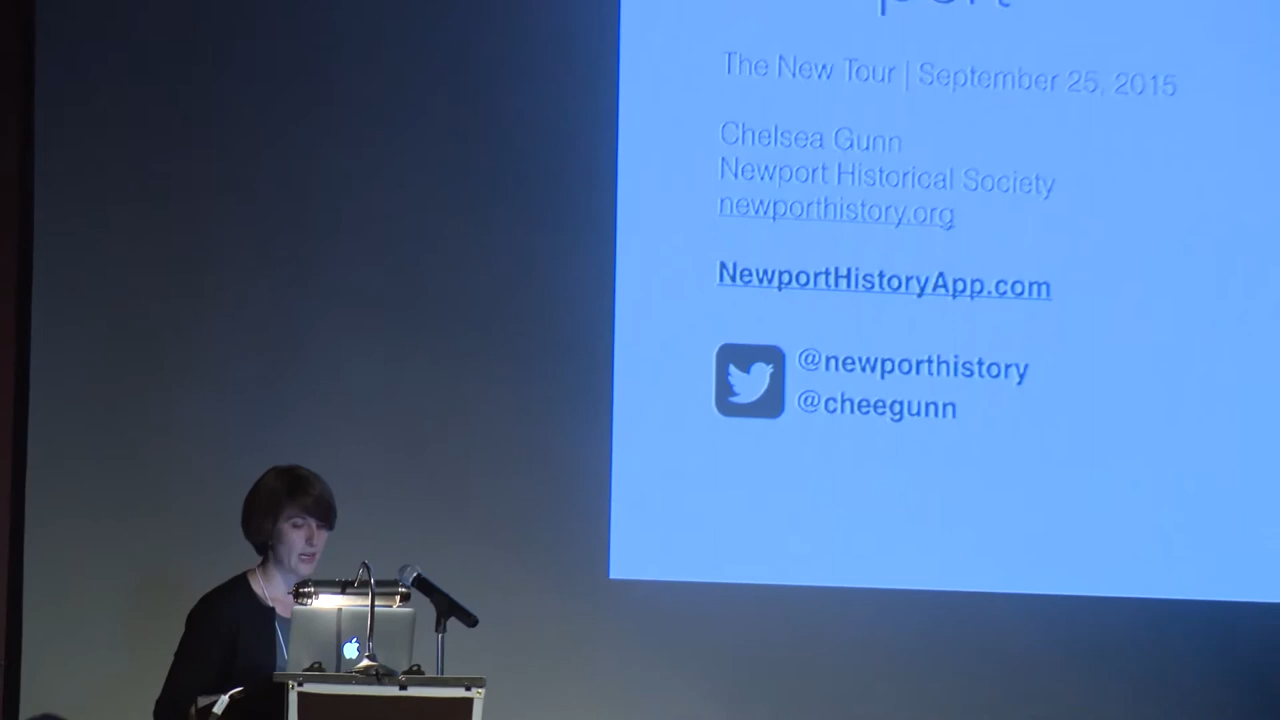 The New Tour | September 25, 2015
Chelsea Gunn
Newport Historical Society
newporthistory.org
NewportHistoryApp.com
@newporthistory
@cheegunn